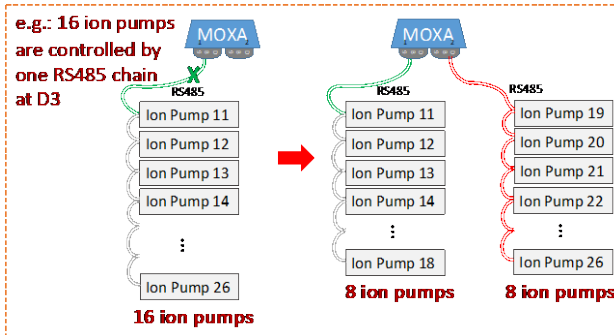 e.g.: 16 ion pumps
are controlled by
one RS485 chain
at D3
MOXA
X
RS485
Ion Pump 11
Ion Pump 12
Ion Pump 13
Ion Pump 14
...
Ion Pump 26
16 ion pumps
MOXA
RS485
Ion Pump 11
Ion Pump 12
Ion Pump 13
Ion Pump 14
...
Ion Pump 18
8 ion pumps
RS485
Ion Pump 19
Ion Pump 20
Ion Pump 21
Ion Pump 22
...
Ion Pump 26
8 ion pumps